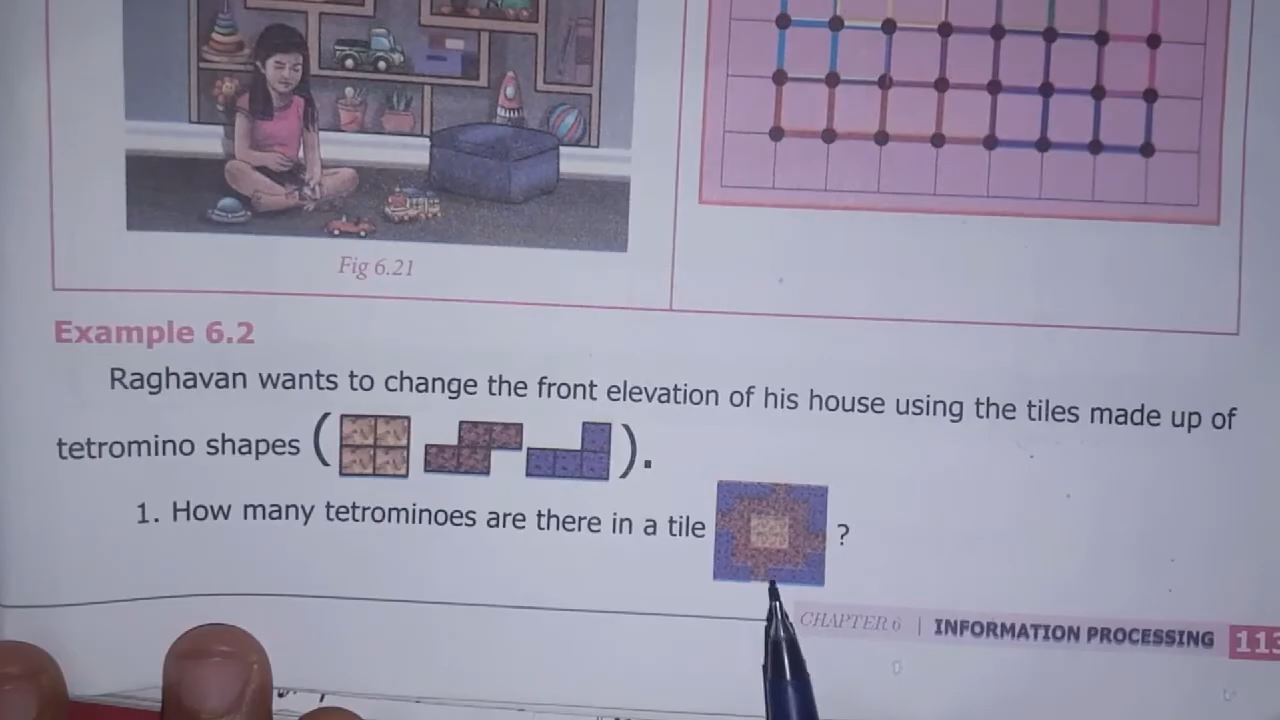 Fig 6.21
Example 6.2
Raghavan wants to change the front elevation of his house using the tiles made up of
tetromino shapes ( ).
1. How many tetrominoes are there in a tile ?
CHAPTER 6 | INFORMATION PROCESSING 113